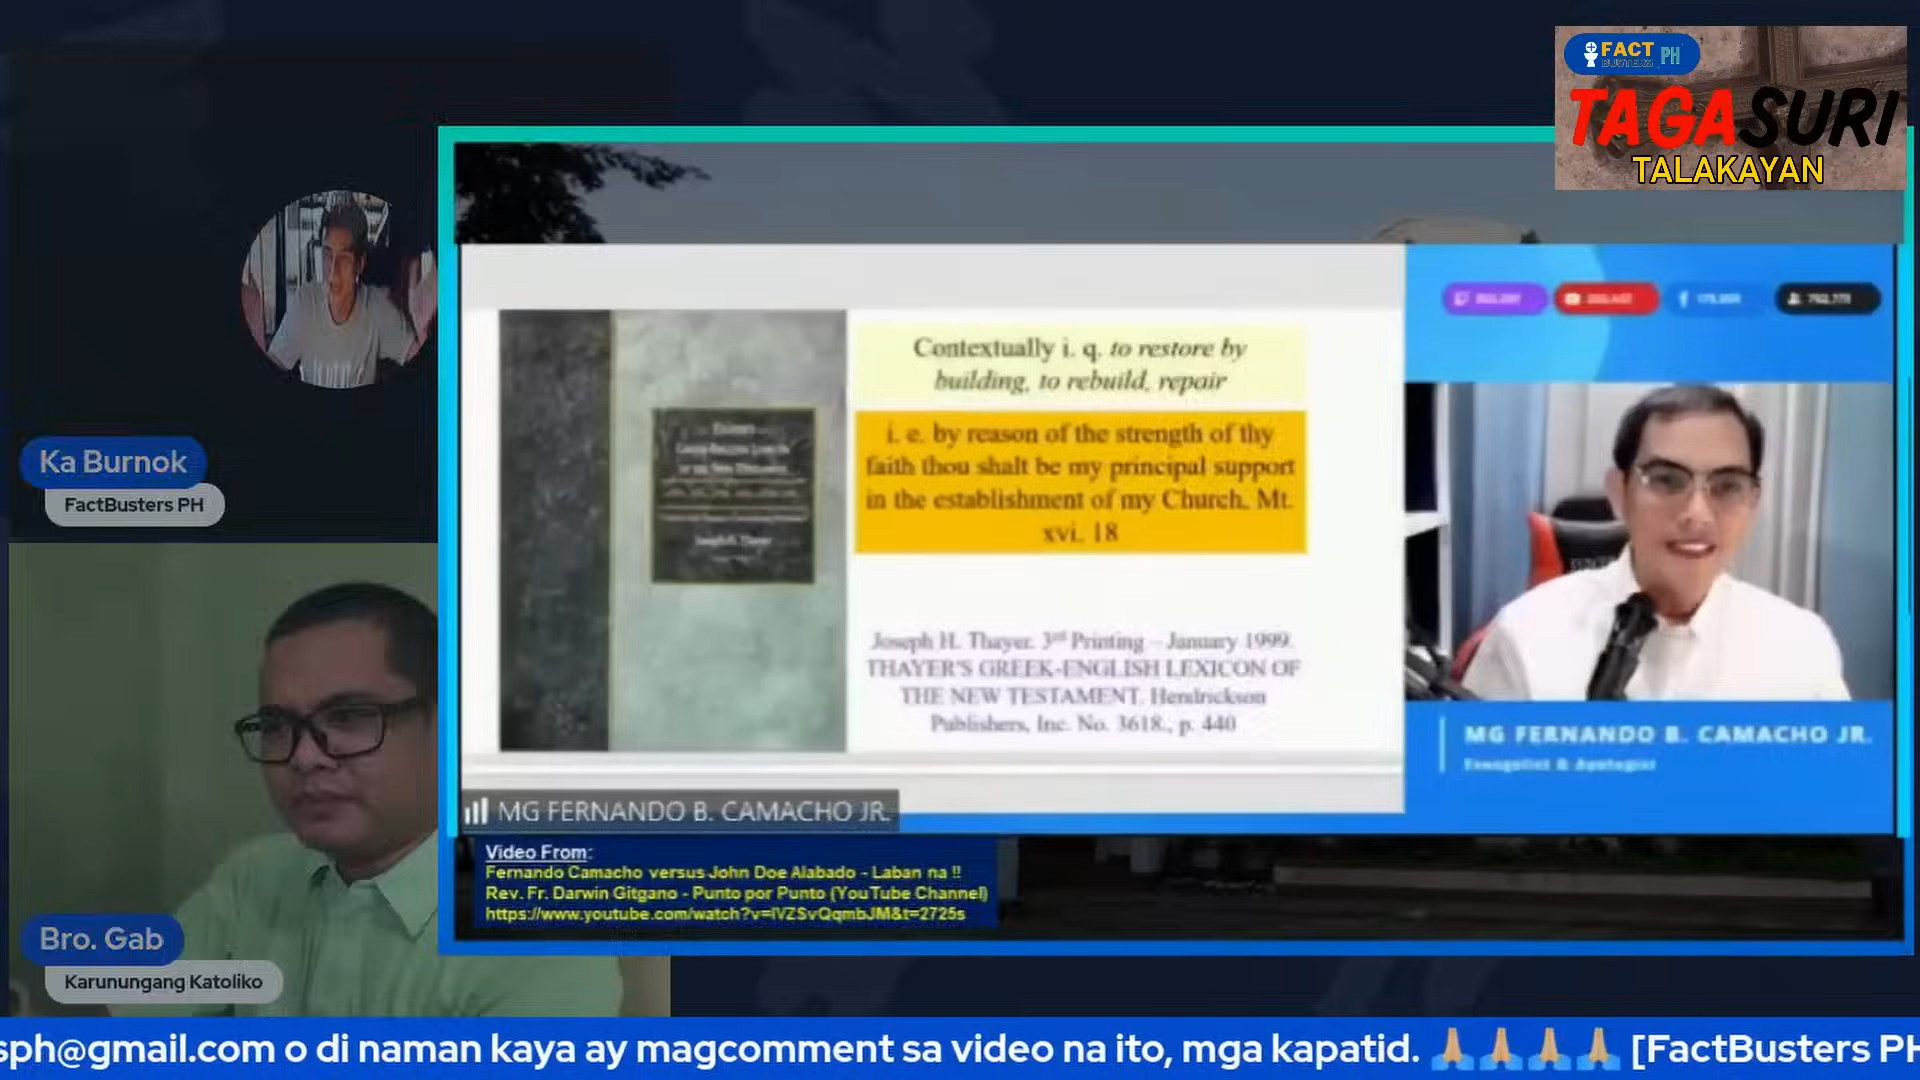 FACT
BUSTERS PH
TAGASURI
TALAKAYAN
Ka Burnok
FactBusters PH
Bro. Gab
Karunungang Katoliko
Contextually i. q. to restore by
building, to rebuild, repair
i. e. by reason of the strength of thy
faith thou shalt be my principal support
in the establishment of my Church, Mt.
xvi. 18
Joseph H. Thayer. 3rd Printing – January 1999.
THAYER'S GREEK-ENGLISH LEXICON OF
THE NEW TESTAMENT. Hendrickson
Publishers, Inc. No. 3618., p. 440
MG FERNANDO B. CAMACHO JR.
Evangelist & Apologist
MG FERNANDO B. CAMACHO JR.
Video From:
Fernando Camacho versus John Doe Alabado - Laban na !!
Rev. Fr. Darwin Gitgano - Punto por Punto (YouTube Channel)
https://www.youtube.com/watch?v=IVZSvQqmbJM&t=2725s
sph@gmail.com o di naman kaya ay magcomment sa video na ito, mga kapatid. 🙏🙏🙏🙏 [FactBusters PH